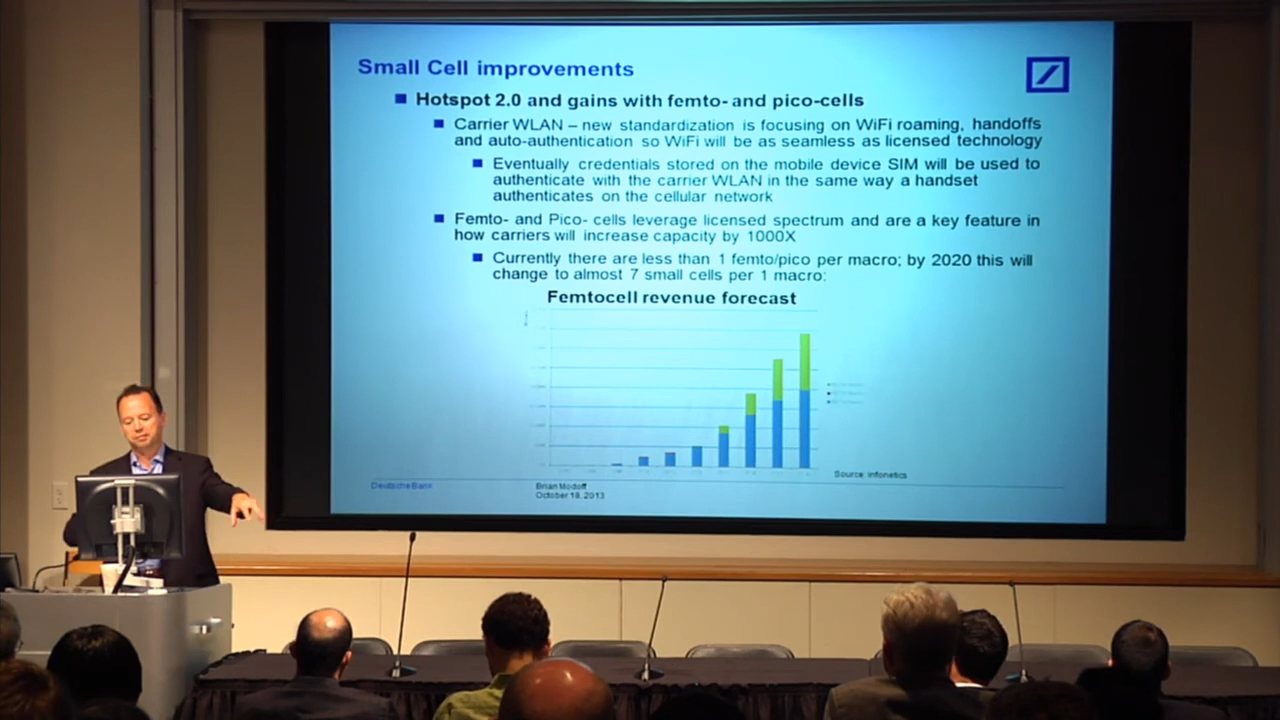 Small Cell improvements
Hotspot 2.0 and gains with femto- and pico-cells
Carrier WLAN – new standardization is focusing on WiFi roaming, handoffs
and auto-authentication so WiFi will be as seamless as licensed technology
Eventually credentials stored on the mobile device SIM will be used to
authenticate with the carrier WLAN in the same way a handset
authenticates on the cellular network
Femto- and Pico- cells leverage licensed spectrum and are a key feature in
how carriers will increase capacity by 1000X
Currently there are less than 1 femto/pico per macro; by 2020 this will
change to almost 7 small cells per 1 macro:
Femtocell revenue forecast
Source: Infonetics
Deutsche Bank
Brian Modoff
October 18, 2013